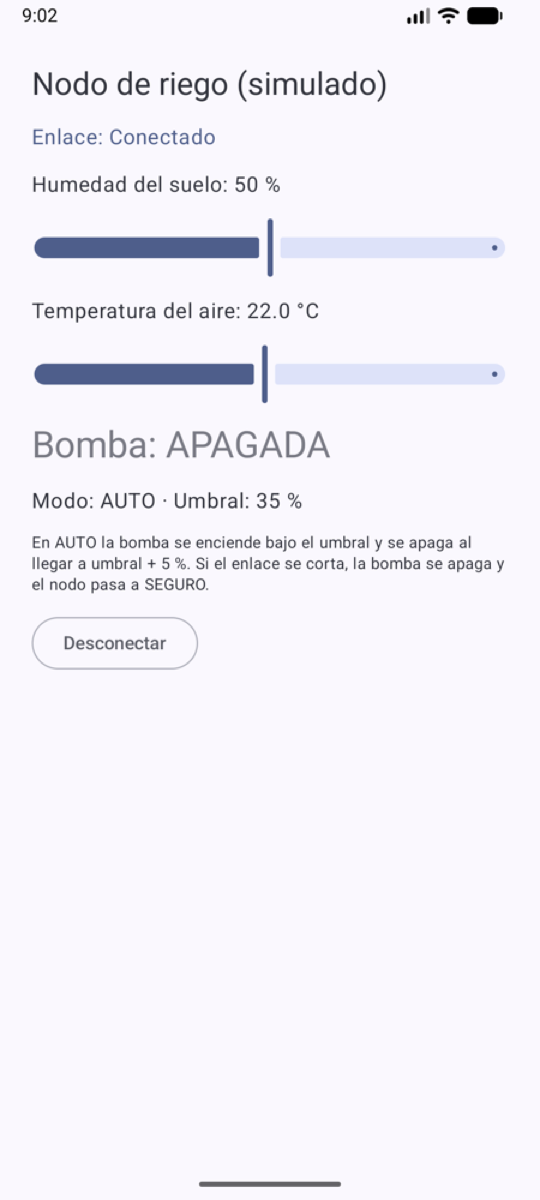 9:02
Nodo de riego (simulado)
Enlace: Conectado
Humedad del suelo: 50 %
Temperatura del aire: 22.0 °C
Bomba: APAGADA
Modo: AUTO · Umbral: 35 %
En AUTO la bomba se enciende bajo el umbral y se apaga al
llegar a umbral + 5 %. Si el enlace se corta, la bomba se apaga y
el nodo pasa a SEGURO.
Desconectar